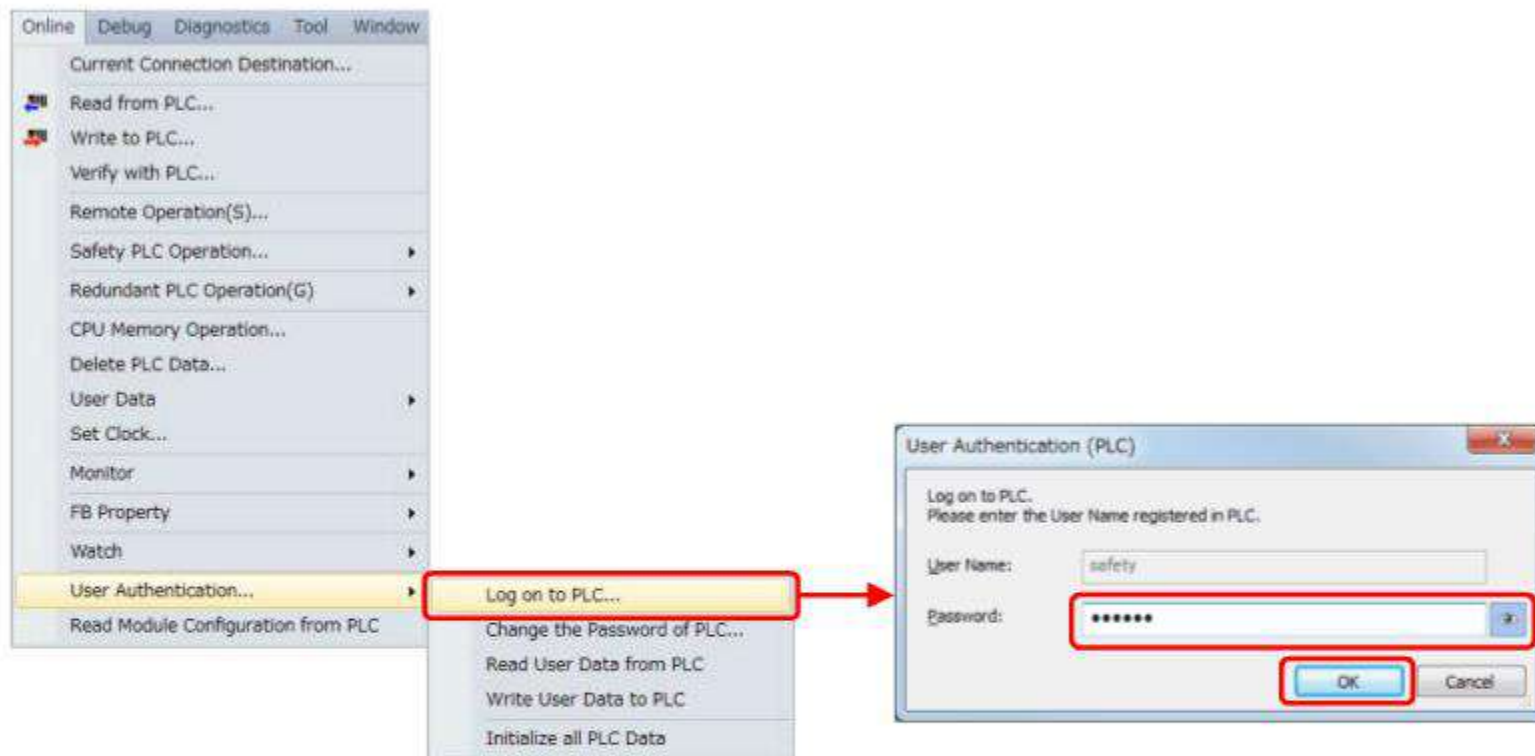 Online Debug Diagnostics Tool Window
Current Connection Destination...
Read from PLC...
Write to PLC...
Verify with PLC...
Remote Operation(S)...
Safety PLC Operation...
Redundant PLC Operation(G)
CPU Memory Operation...
Delete PLC Data...
User Data
Set Clock...
Monitor
FB Property
Watch
User Authentication...
Read Module Configuration from PLC
Log on to PLC...
Change the Password of PLC...
Read User Data from PLC
Write User Data to PLC
Initialize all PLC Data
User Authentication (PLC)
Log on to PLC.
Please enter the User Name registered in PLC.
User Name: safety
Password: ••••••
OK Cancel